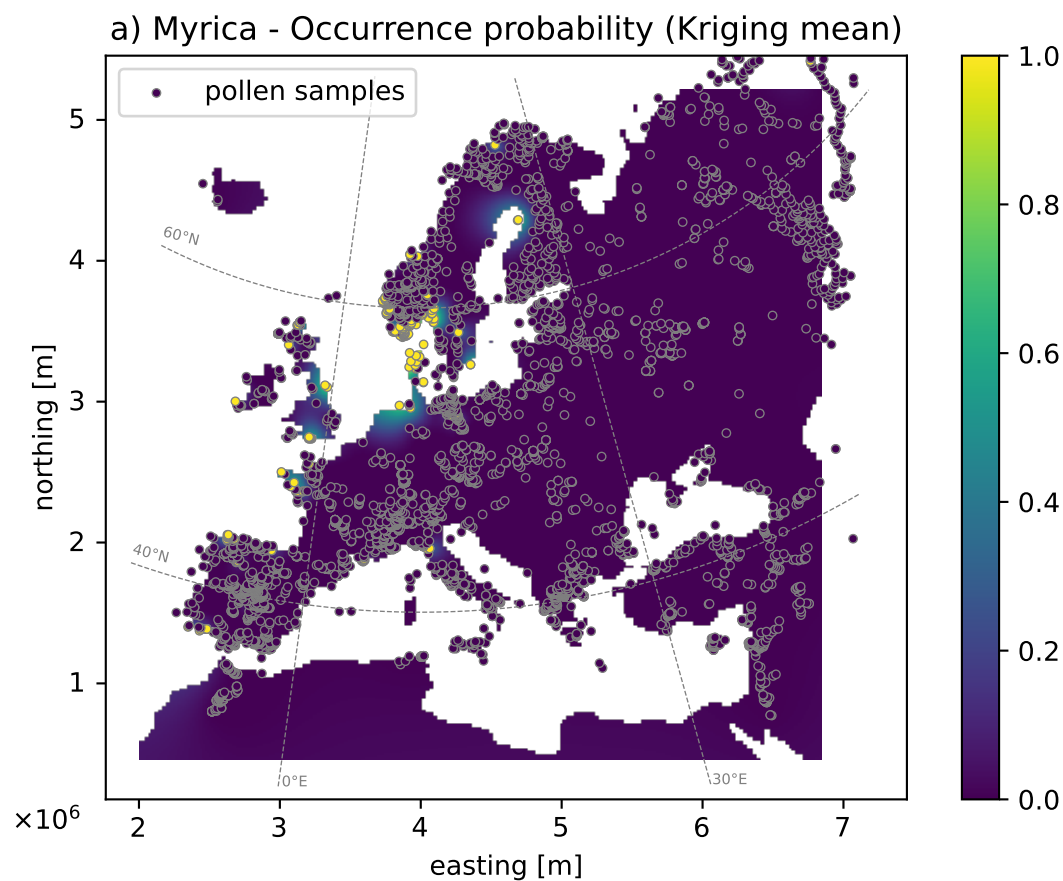 a) Myrica - Occurrence probability (Kriging mean)
pollen samples
1.0
0.8
0.6
0.4
0.2
0.0
5
4
3
2
1
northing [m]
60°N
40°N
0°E
30°E
×10⁶
2 3 4 5 6 7
easting [m]